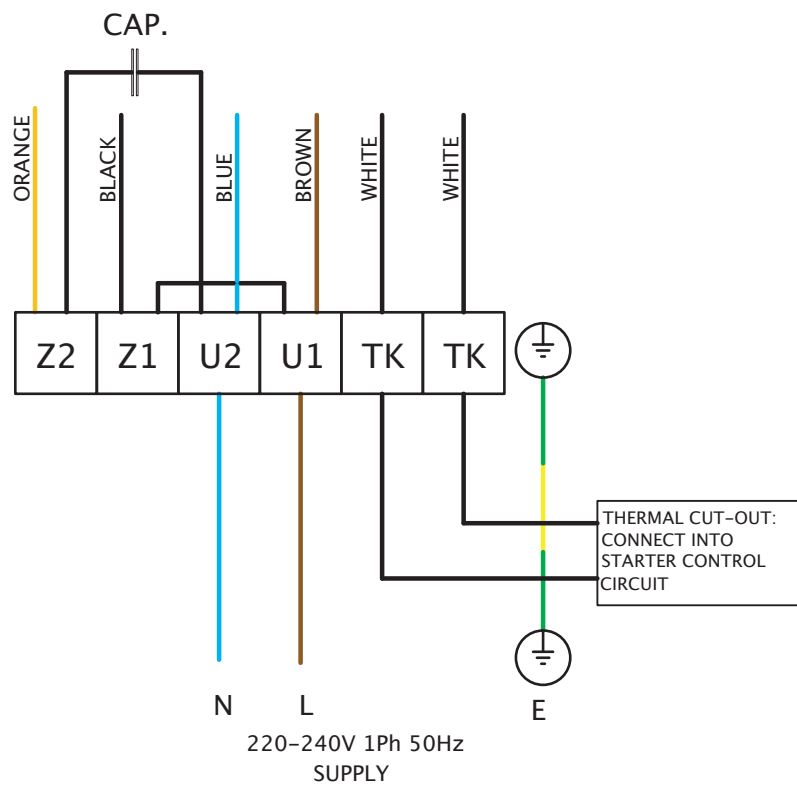 CAP.
ORANGE
BLACK
BLUE
BROWN
WHITE
WHITE
Z2 Z1 U2 U1 TK TK
THERMAL CUT-OUT:
CONNECT INTO
STARTER CONTROL
CIRCUIT
N L E
220-240V 1Ph 50Hz
SUPPLY